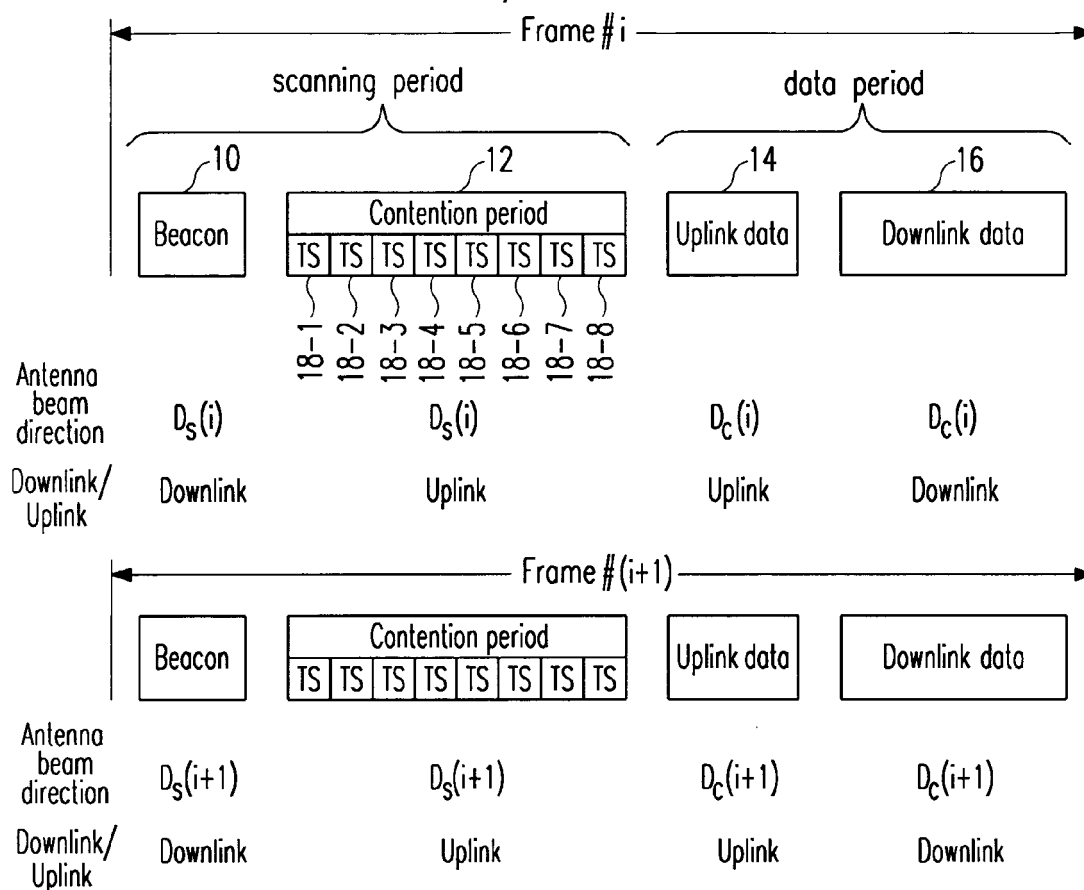 Frame #i
scanning period
data period
10
12
14
16
Beacon
Contention period
Uplink data
Downlink data
TS TS TS TS TS TS TS TS
18-1 18-2 18-3 18-4 18-5 18-6 18-7 18-8
Antenna
beam
direction
Ds(i) Ds(i) Dc(i) Dc(i)
Downlink/
Uplink
Downlink Uplink Uplink Downlink
Frame #(i+1)
Beacon
Contention period
Uplink data
Downlink data
TS TS TS TS TS TS TS TS
Antenna
beam
direction
Ds(i+1) Ds(i+1) Dc(i+1) Dc(i+1)
Downlink/
Uplink
Downlink Uplink Uplink Downlink